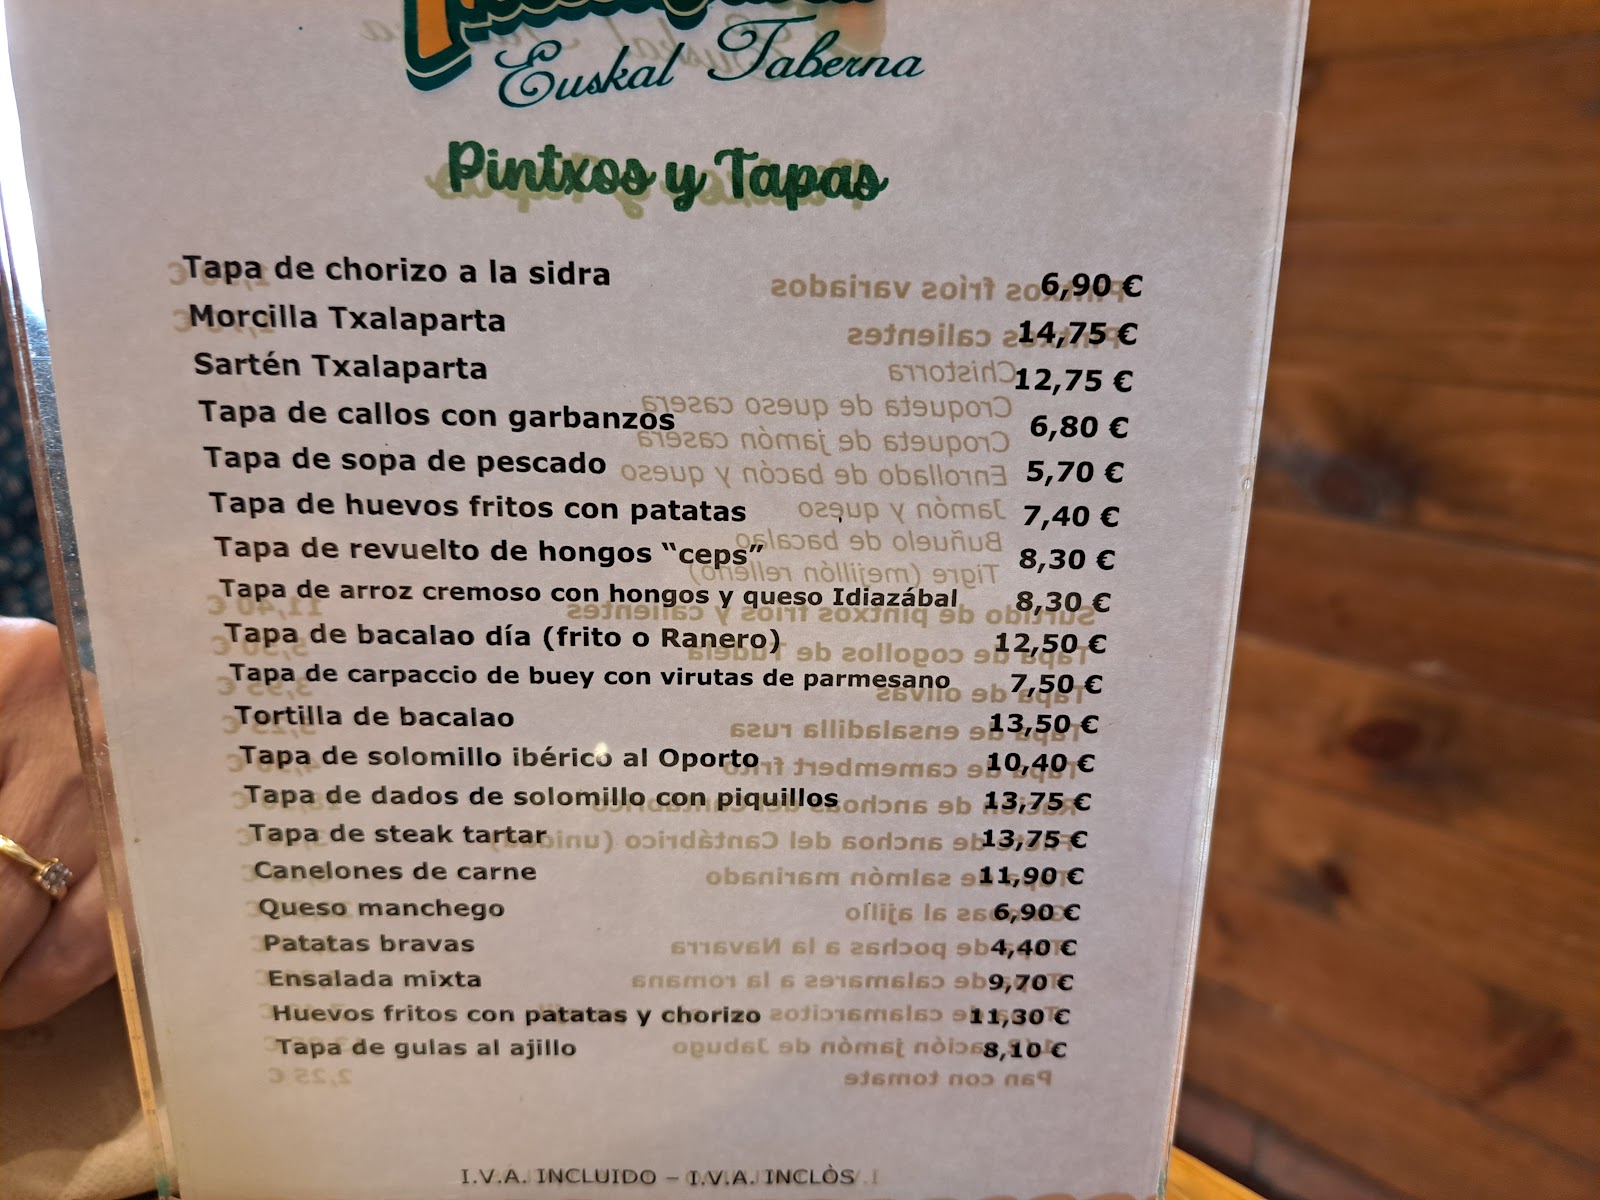 Euskal Taberna
Pintxos y Tapas
Tapa de chorizo a la sidra 6,90 €
Morcilla Txalaparta 14,75 €
Sartén Txalaparta 12,75 €
Tapa de callos con garbanzos 6,80 €
Tapa de sopa de pescado 5,70 €
Tapa de huevos fritos con patatas 7,40 €
Tapa de revuelto de hongos “ceps” 8,30 €
Tapa de arroz cremoso con hongos y queso Idiazábal 8,30 €
Tapa de bacalao día (frito o Ranero) 12,50 €
Tapa de carpaccio de buey con virutas de parmesano 7,50 €
Tortilla de bacalao 13,50 €
Tapa de solomillo ibérico al Oporto 10,40 €
Tapa de dados de solomillo con piquillos 13,75 €
Tapa de steak tartar 13,75 €
Canelones de carne 11,90 €
Queso manchego 6,90 €
Patatas bravas 4,40 €
Ensalada mixta 9,70 €
Huevos fritos con patatas y chorizo 11,30 €
Tapa de gulas al ajillo 8,10 €
I.V.A. INCLUIDO – I.V.A. INCLÒS